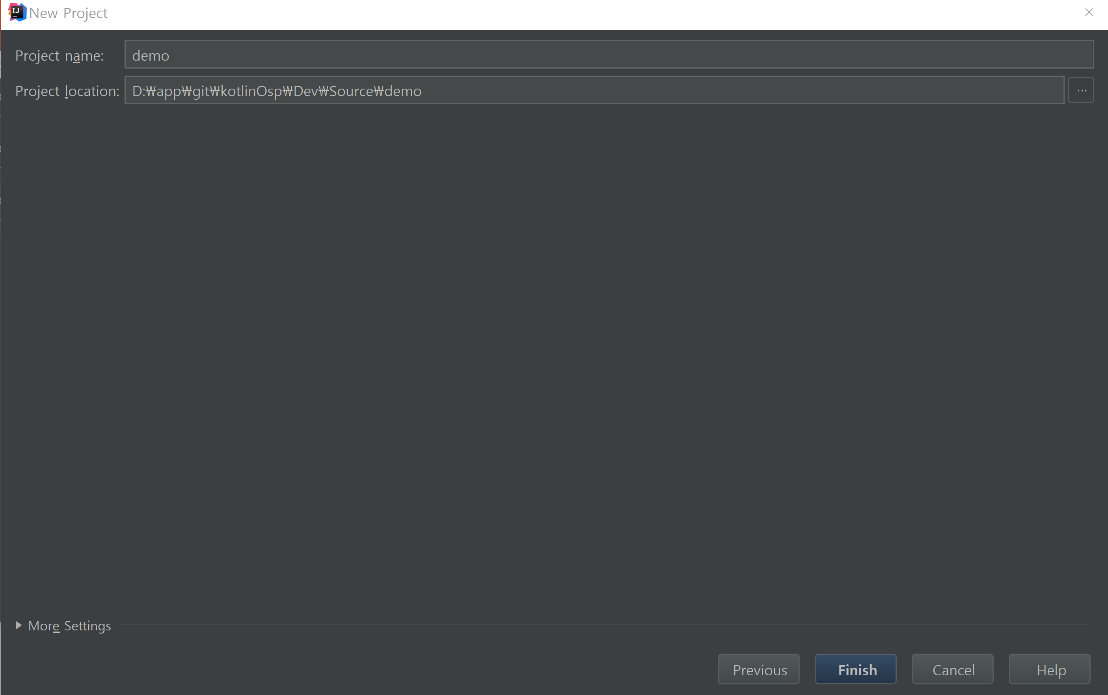 New Project
Project name: demo
Project location: D:₩app₩git₩kotlinOsp₩Dev₩Source₩demo ...
More Settings
Previous Finish Cancel Help